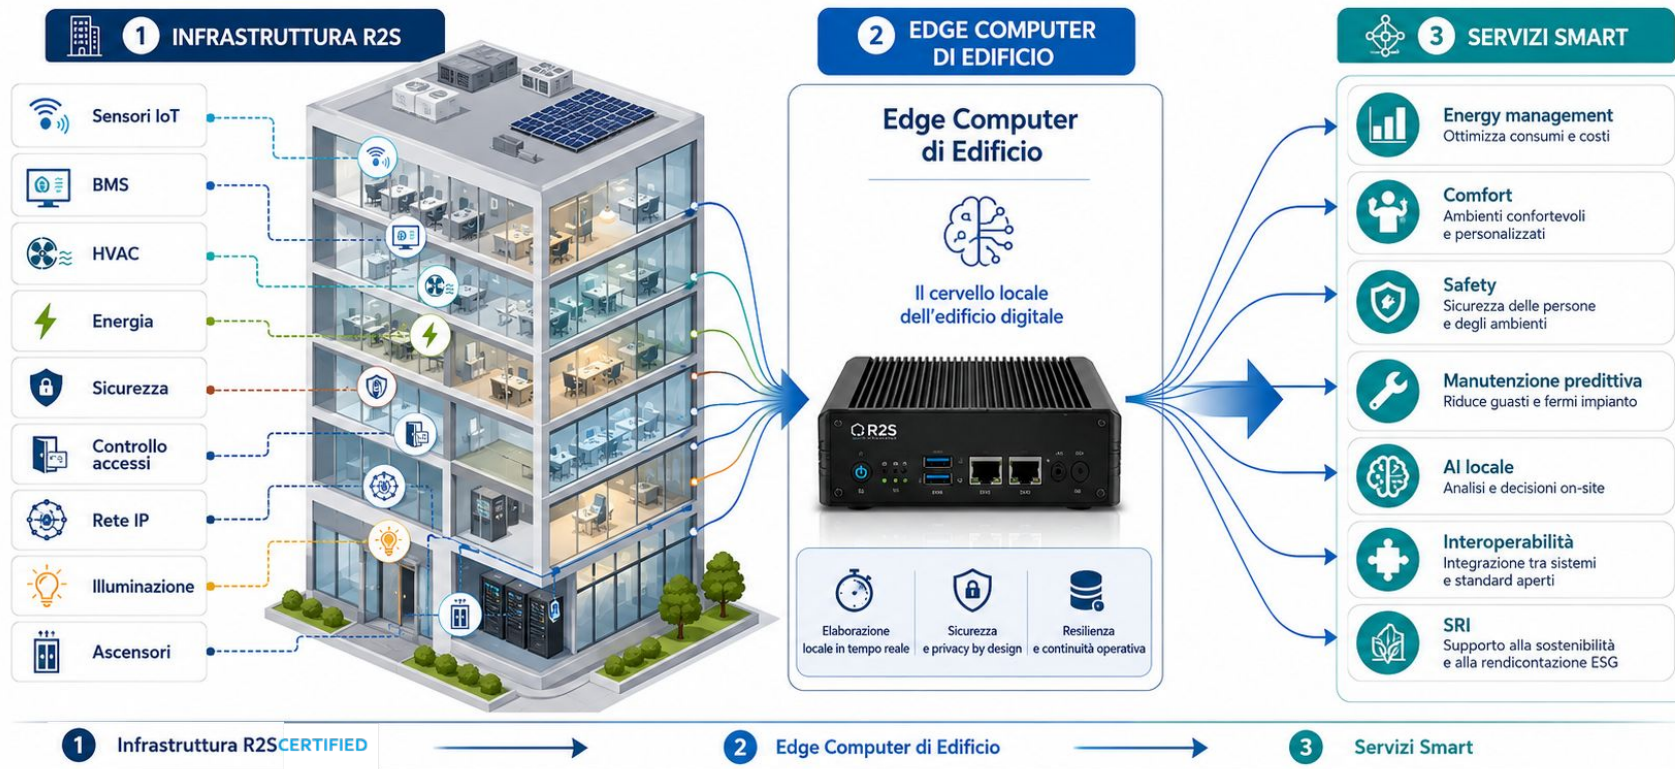 1 INFRASTRUTTURA R2S
Sensori IoT
BMS
HVAC
Energia
Sicurezza
Controllo
accessi
Rete IP
Illuminazione
Ascensori
2 EDGE COMPUTER
DI EDIFICIO
Edge Computer
di Edificio
Il cervello locale
dell'edificio digitale
R2S
Elaborazione
locale in tempo reale
Sicurezza
e privacy by design
Resilienza
e continuità operativa
3 SERVIZI SMART
Energy management
Ottimizza consumi e costi
Comfort
Ambienti confortevoli
e personalizzati
Safety
Sicurezza delle persone
e degli ambienti
Manutenzione predittiva
Riduce guasti e fermi impianto
AI locale
Analisi e decisioni on-site
Interoperabilità
Integrazione tra sistemi
e standard aperti
SRI
Supporto alla sostenibilità
e alla rendicontazione ESG
1 Infrastruttura R2SCERTIFIED
2 Edge Computer di Edificio
3 Servizi Smart